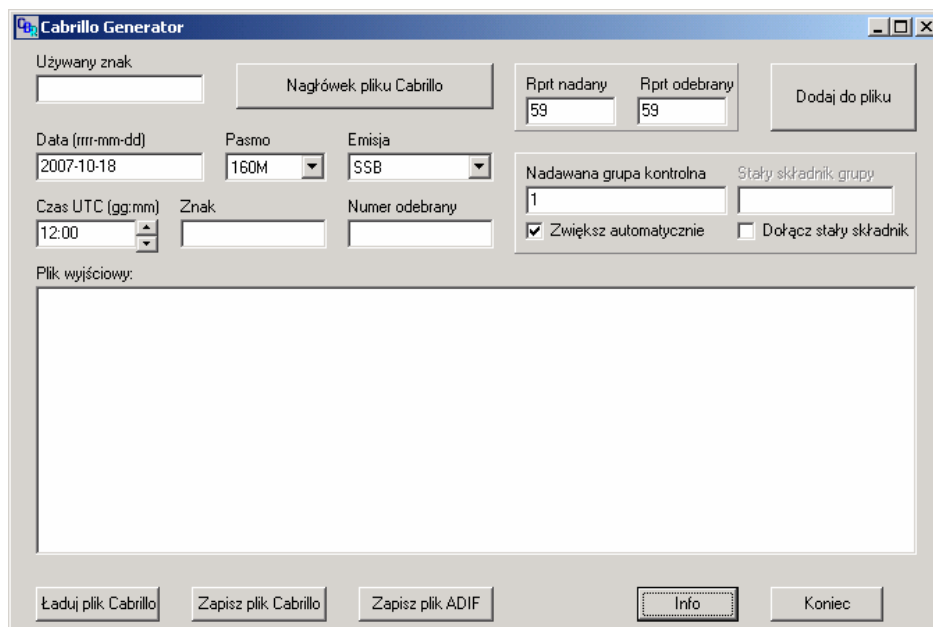 Cabrillo Generator
Używany znak
Nagłówek pliku Cabrillo
Rprt nadany Rprt odebrany
59 59
Dodaj do pliku
Data (rrrr-mm-dd) Pasmo Emisja
2007-10-18 160M SSB
Nadawana grupa kontrolna Stały składnik grupy
1
Czas UTC (gg:mm) Znak Numer odebrany
12:00
Zwiększ automatycznie Dołącz stały składnik
Plik wyjściowy:
Ładuj plik Cabrillo Zapisz plik Cabrillo Zapisz plik ADIF Info Koniec